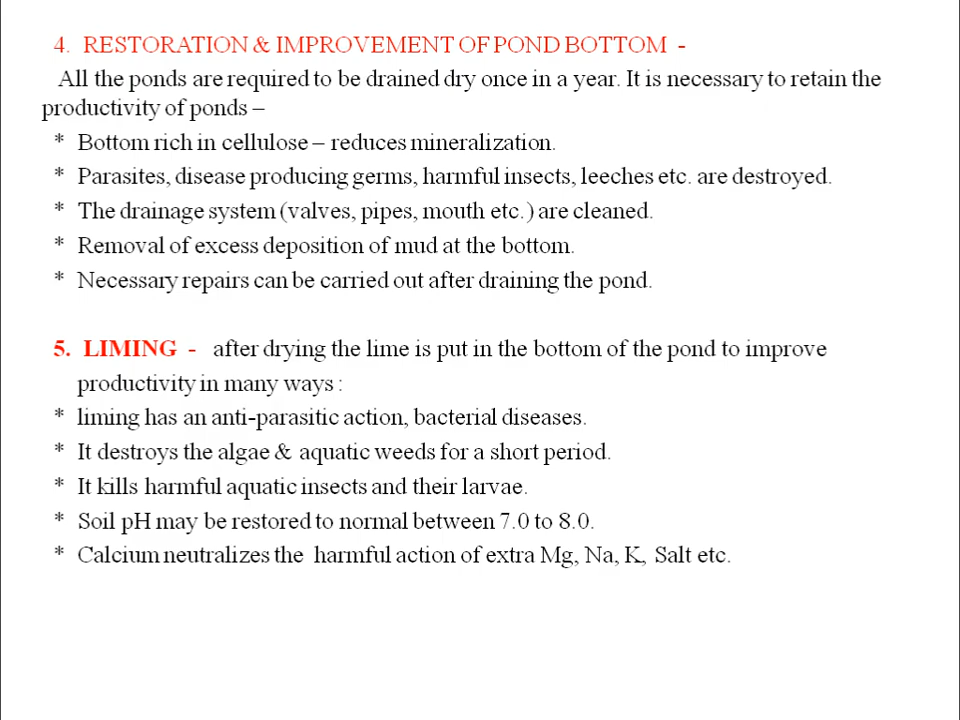 4. RESTORATION & IMPROVEMENT OF POND BOTTOM -
All the ponds are required to be drained dry once in a year. It is necessary to retain the
productivity of ponds –
* Bottom rich in cellulose – reduces mineralization.
* Parasites, disease producing germs, harmful insects, leeches etc. are destroyed.
* The drainage system (valves, pipes, mouth etc.) are cleaned.
* Removal of excess deposition of mud at the bottom.
* Necessary repairs can be carried out after draining the pond.
5. LIMING - after drying the lime is put in the bottom of the pond to improve
productivity in many ways :
* liming has an anti-parasitic action, bacterial diseases.
* It destroys the algae & aquatic weeds for a short period.
* It kills harmful aquatic insects and their larvae.
* Soil pH may be restored to normal between 7.0 to 8.0.
* Calcium neutralizes the harmful action of extra Mg, Na, K, Salt etc.